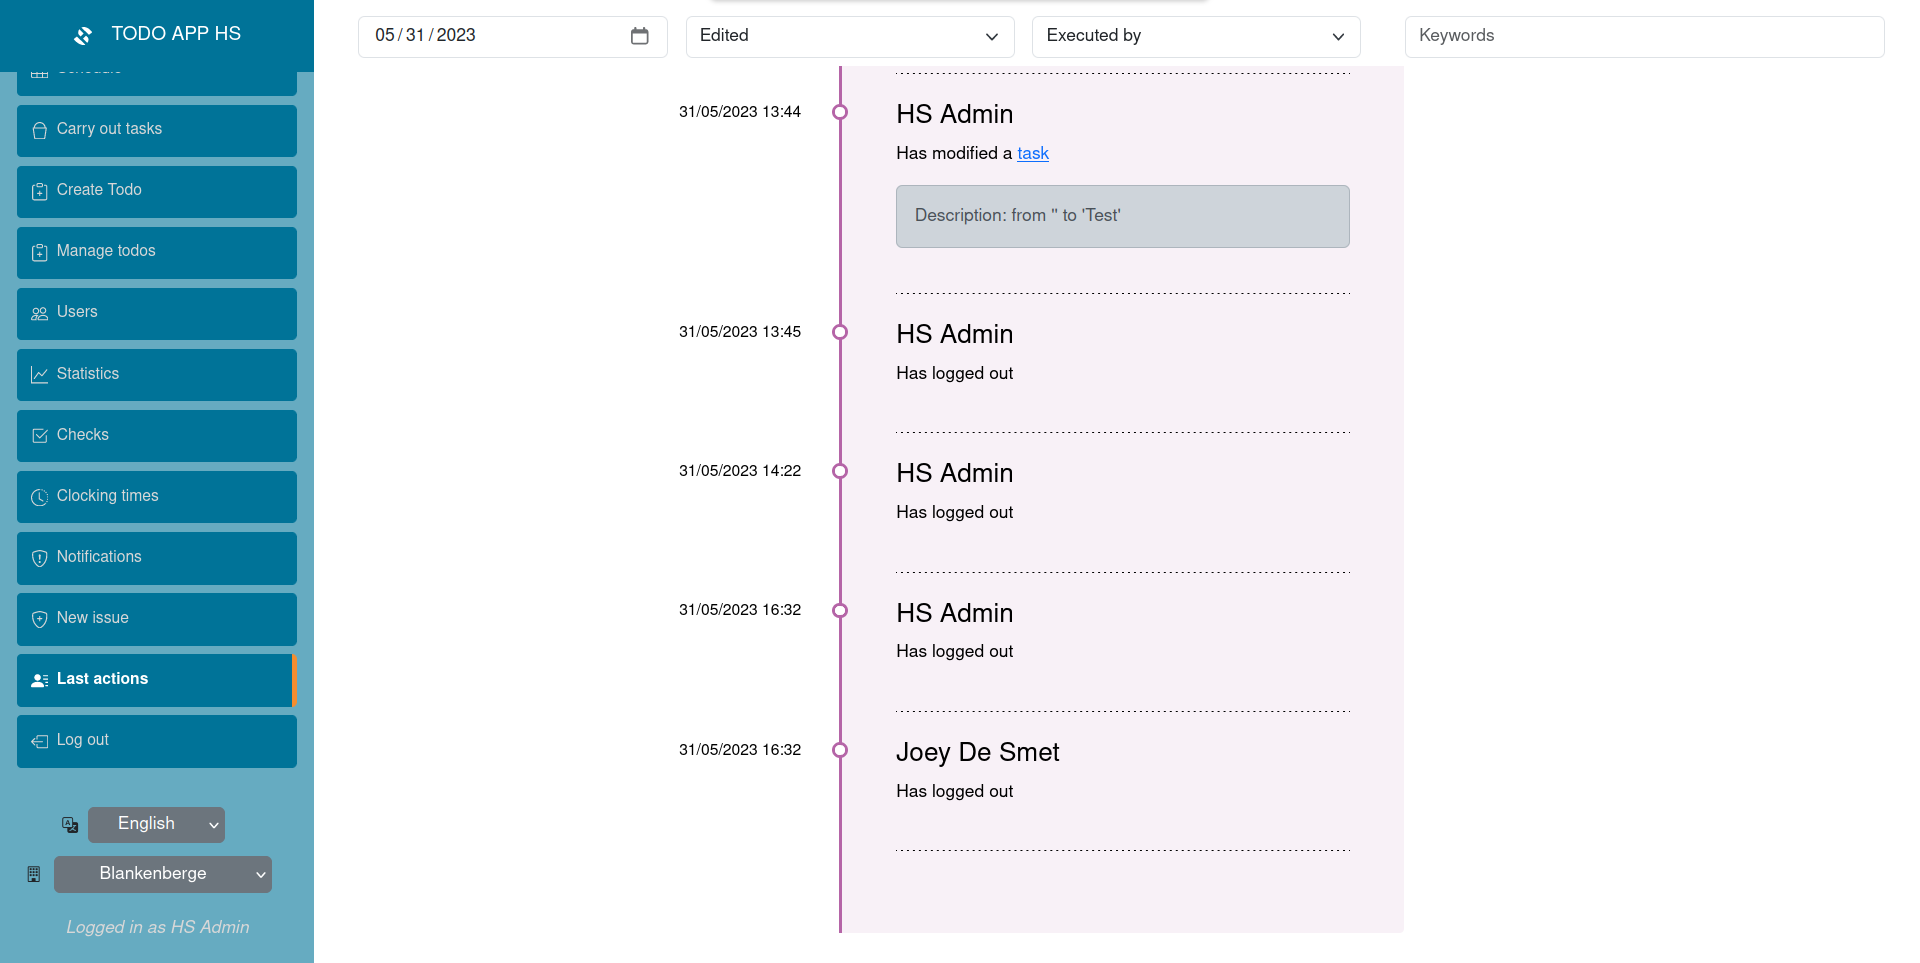 TODO APP HS
Carry out tasks
Create Todo
Manage todos
Users
Statistics
Checks
Clocking times
Notifications
New issue
Last actions
Log out
English
Blankenberge
Logged in as HS Admin
05/31/2023
Edited
Executed by
Keywords
31/05/2023 13:44
HS Admin
Has modified a task
Description: from '' to 'Test'
31/05/2023 13:45
HS Admin
Has logged out
31/05/2023 14:22
HS Admin
Has logged out
31/05/2023 16:32
HS Admin
Has logged out
31/05/2023 16:32
Joey De Smet
Has logged out